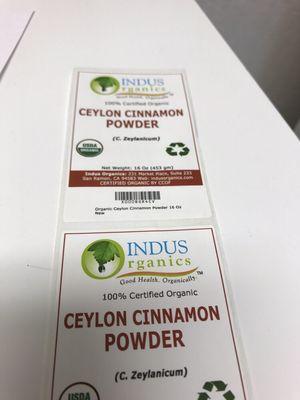 INDUS
Organics
Good Health. Organically.™
100% Certified Organic
CEYLON CINNAMON
POWDER
(C. Zeylanicum)
USDA
ORGANIC
Net Weight: 16 Oz (453 gm)
Indus Organics: 231 Market Place, Suite 231
San Ramon, CA 94583 Web: indusorganics.com
CERTIFIED ORGANIC BY CCOF
Organic Ceylon Cinnamon Powder 16 Oz
New
INDUS
Organics
Good Health. Organically.™
100% Certified Organic
CEYLON CINNAMON
POWDER
(C. Zeylanicum)
USDA